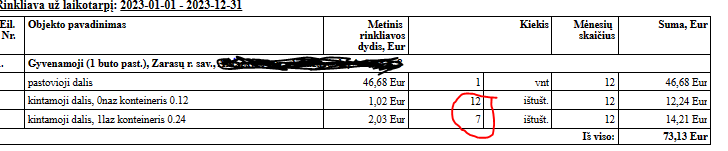 Rinkliava už laikotarpį: 2023-01-01 - 2023-12-31
Eil. Nr. Objekto pavadinimas Metinis rinkliavos dydis, Eur Kiekis Mėnesių skaičius Suma, Eur
. Gyvenamoji (1 buto past.), Zarasų r. sav.,
pastovioji dalis 46,68 Eur 1 vnt 12 46,68 Eur
kintamoji dalis, 0naz konteineris 0.12 1,02 Eur 12 ištušt. 12 12,24 Eur
kintamoji dalis, 1laz konteineris 0.24 2,03 Eur 7 ištušt. 12 14,21 Eur
Iš viso: 73,13 Eur